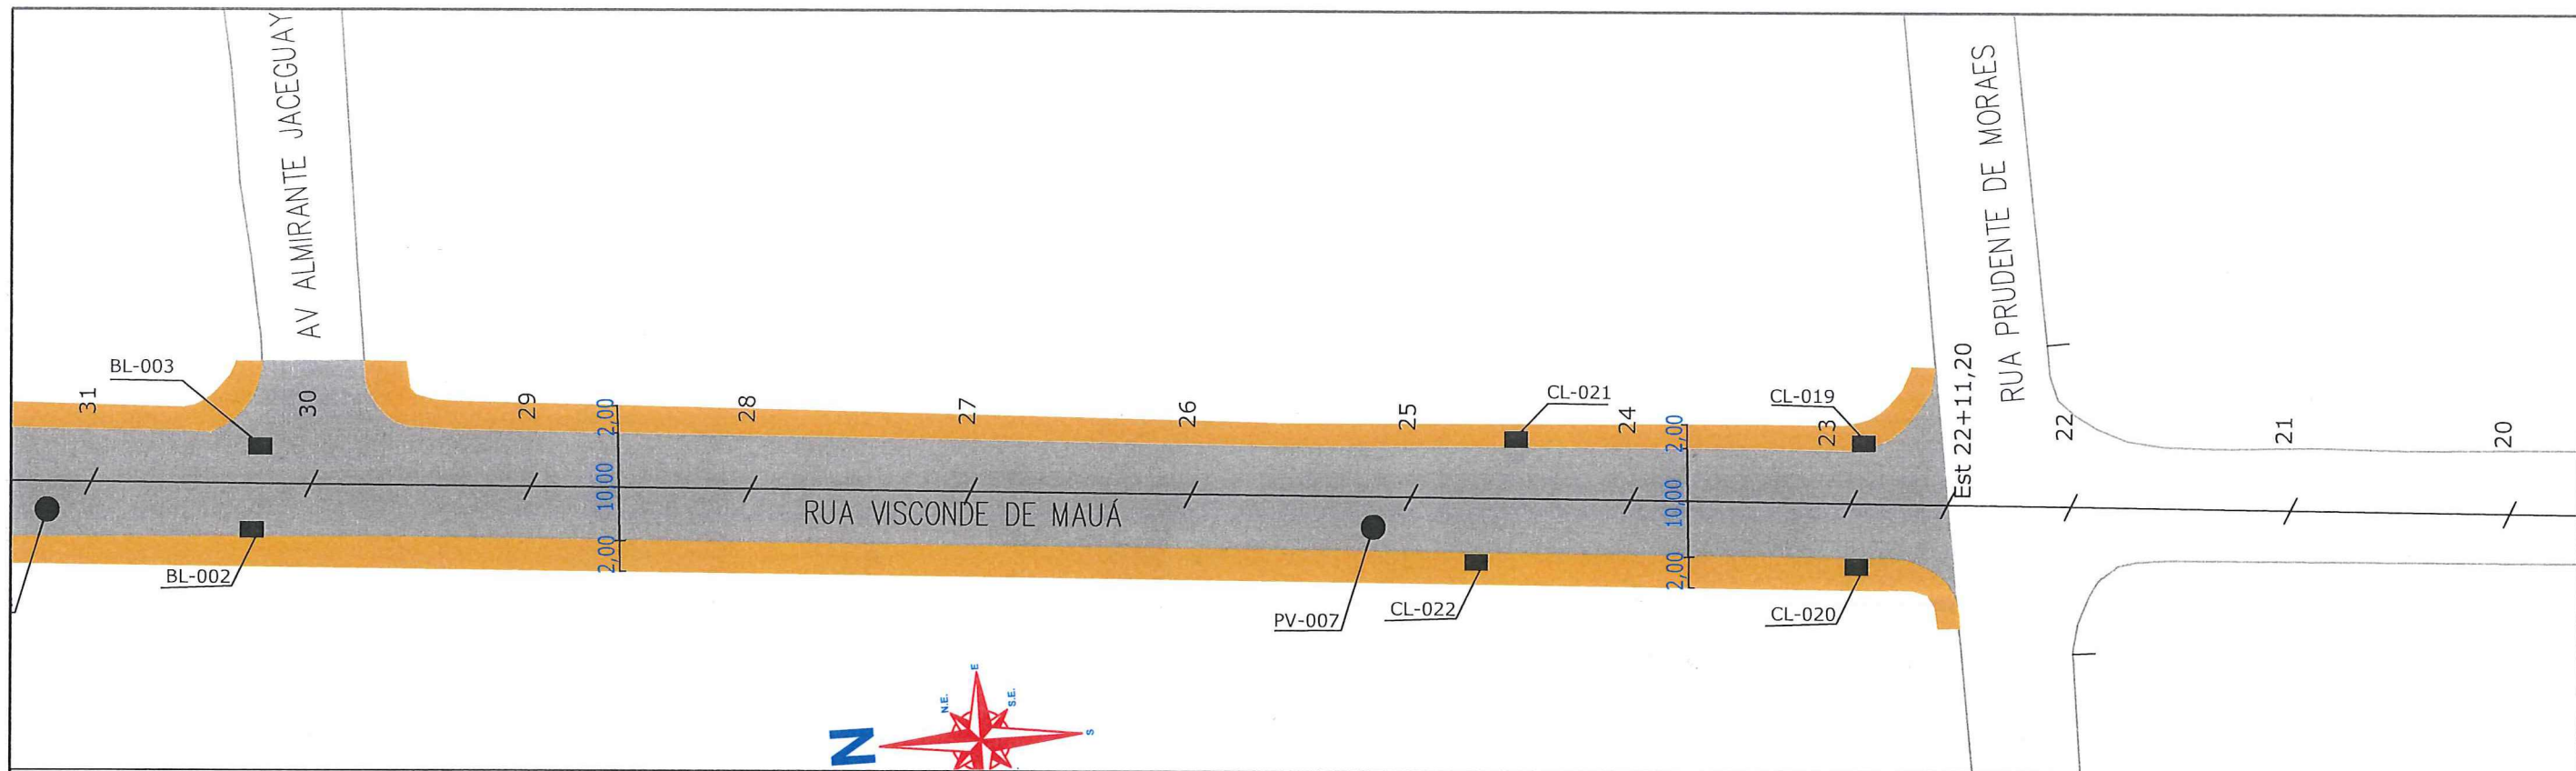 AV ALMIRANTE JACEGUAY
RUA PRUDENTE DE MORAES
BL-003
31
30
29
28
27
26
25
24
23
22
21
20
CL-021
CL-019
Est 22+11,20
2,00
10,00
2,00
2,00
10,00
2,00
RUA VISCONDE DE MAUÁ
BL-002
PV-007
CL-022
CL-020
N
N.E.
E
S.E.
S